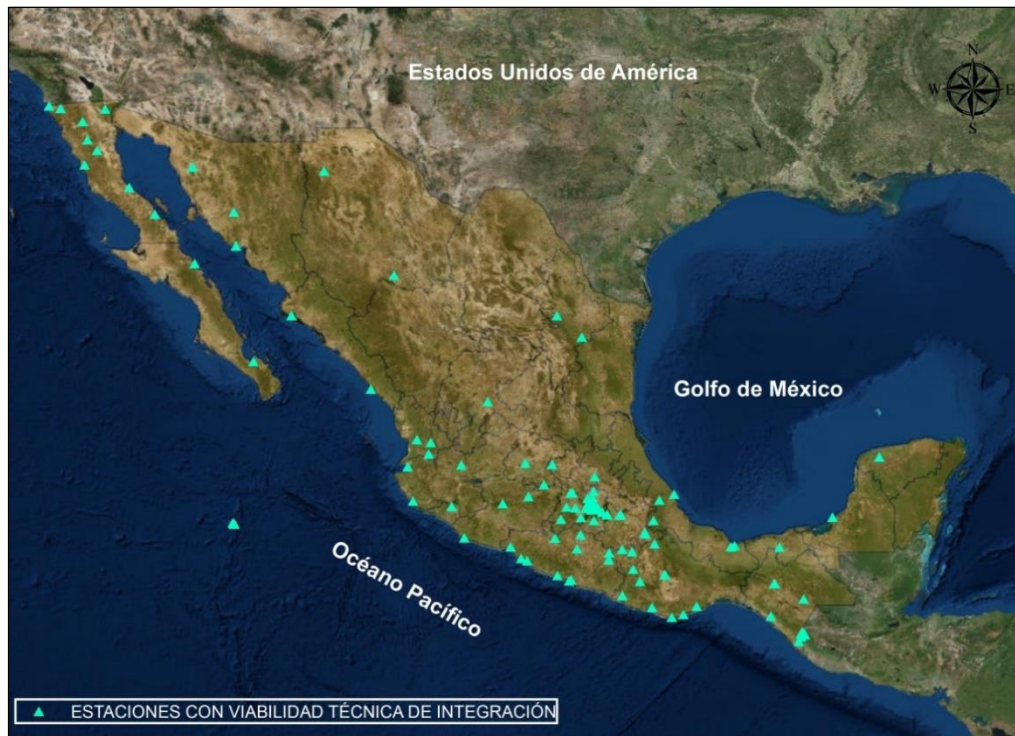 Estados Unidos de América
N
W E
S
Golfo de México
Océano Pacífico
ESTACIONES CON VIABILIDAD TÉCNICA DE INTEGRACIÓN